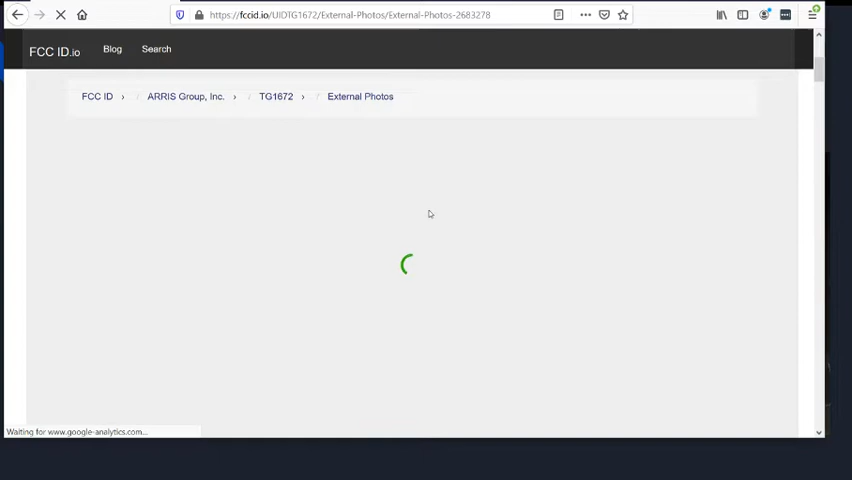 https://fccid.io/UIDTG1672/External-Photos/External-Photos-2683278
FCC ID.io Blog Search
FCC ID › / ARRIS Group, Inc. › / TG1672 › / External Photos
Waiting for www.google-analytics.com...